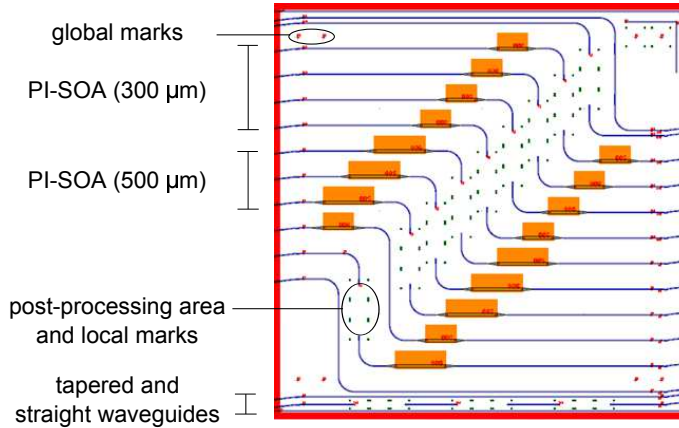 global marks
PI-SOA (300 µm)
PI-SOA (500 µm)
post-processing area
and local marks
tapered and
straight waveguides